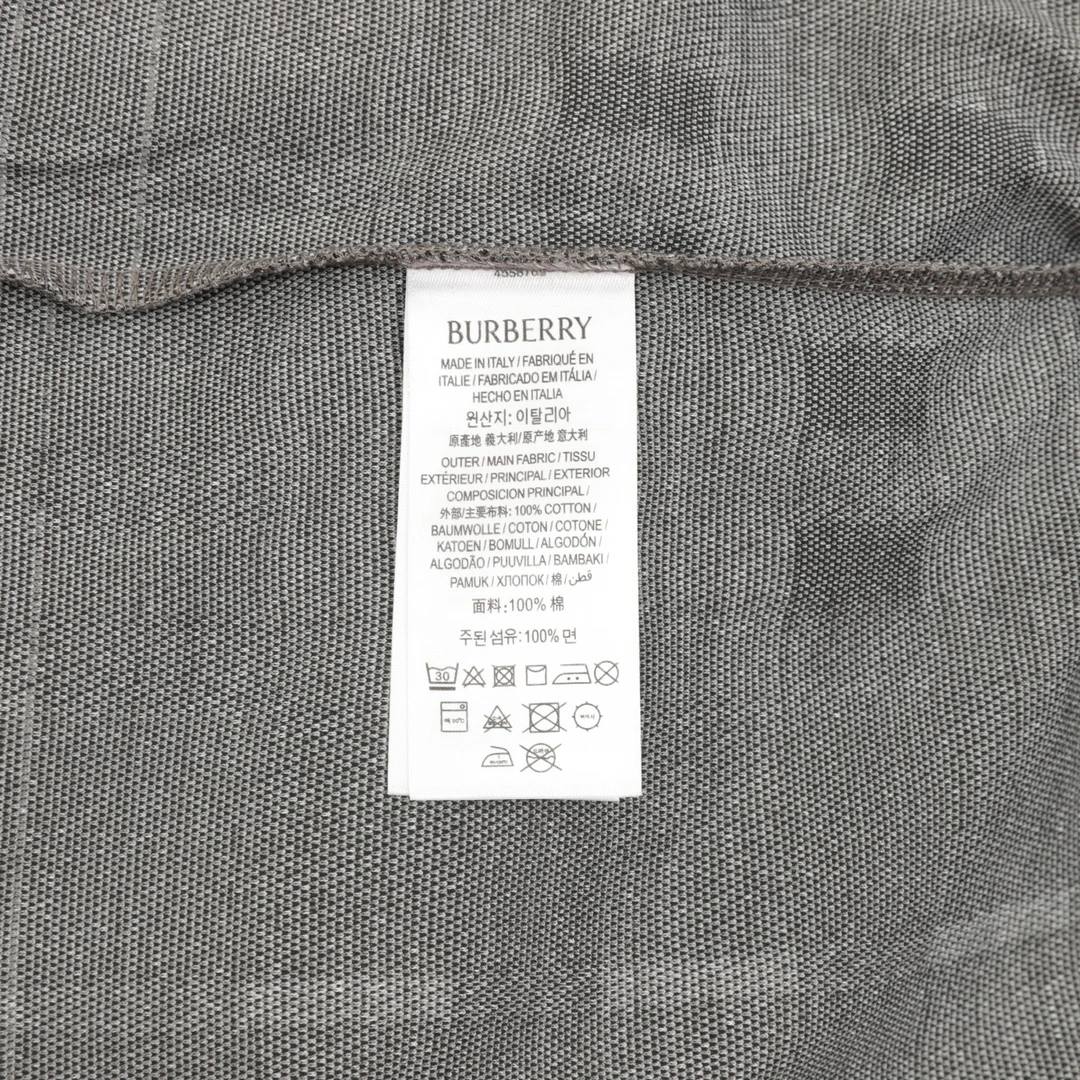 BURBERRY
MADE IN ITALY / FABRIQUÉ EN
ITALIE / FABRICADO EM ITÁLIA /
HECHO EN ITALIA
원산지: 이탈리아
原產地 義大利/原产地 意大利
OUTER / MAIN FABRIC / TISSU
EXTÉRIEUR / PRINCIPAL / EXTERIOR
COMPOSICION PRINCIPAL /
外部/主要布料: 100% COTTON /
BAUMWOLLE / COTON / COTONE /
KATOEN / BOMULL / ALGODÓN /
ALGODÃO / PUUVILLA / BAMBAKI /
PAMUK / ХЛОПОК / 棉 / قطن
面料: 100% 棉
주된 섬유: 100% 면
30